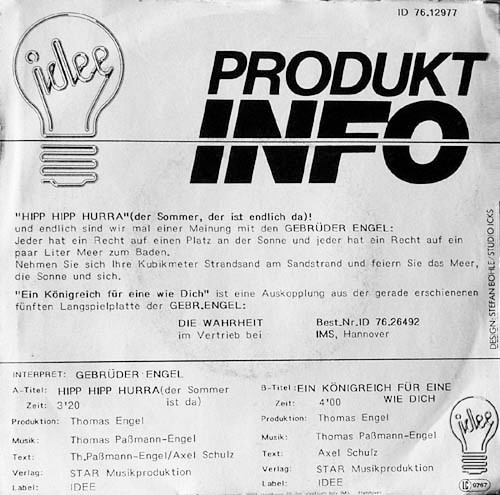 ID 76.12977
idee
PRODUKT
INFO
"HIPP HIPP HURRA"(der Sommer, der ist endlich da)!
und endlich sind wir mal einer Meinung mit den GEBRÜDER ENGEL:
Jeder hat ein Recht auf einen Platz an der Sonne und jeder hat ein Recht auf ein
paar Liter Meer zum Baden.
Nehmen Sie sich Ihre Kubikmeter Strandsand am Sandstrand und feiern Sie das Meer,
die Sonne und sich.
"Ein Königreich für eine wie Dich" ist eine Auskopplung aus der gerade erschienenen
fünften Langspielplatte der GEBR.ENGEL:
DIE WAHRHEIT Best.Nr.ID 76.26492
im Vertrieb bei IMS, Hannover
DESIGN: STEFAN BOHLE/STUDIO ICKS
INTERPRET: GEBRÜDER ENGEL
A-Titel: HIPP HIPP HURRA(der Sommer
ist da)
Zeit: 3'20
Produktion: Thomas Engel
Musik: Thomas Paßmann-Engel
Text: Th.Paßmann-Engel/Axel Schulz
Verlag: STAR Musikproduktion
Label: IDEE
B-Titel: EIN KÖNIGREICH FÜR EINE
WIE DICH
Zeit: 4'00
Produktion: Thomas Engel
Musik: Thomas Paßmann-Engel
Text: Axel Schulz
Verlag: STAR Musikproduktion
Label: IDEE
idee
LC 0767